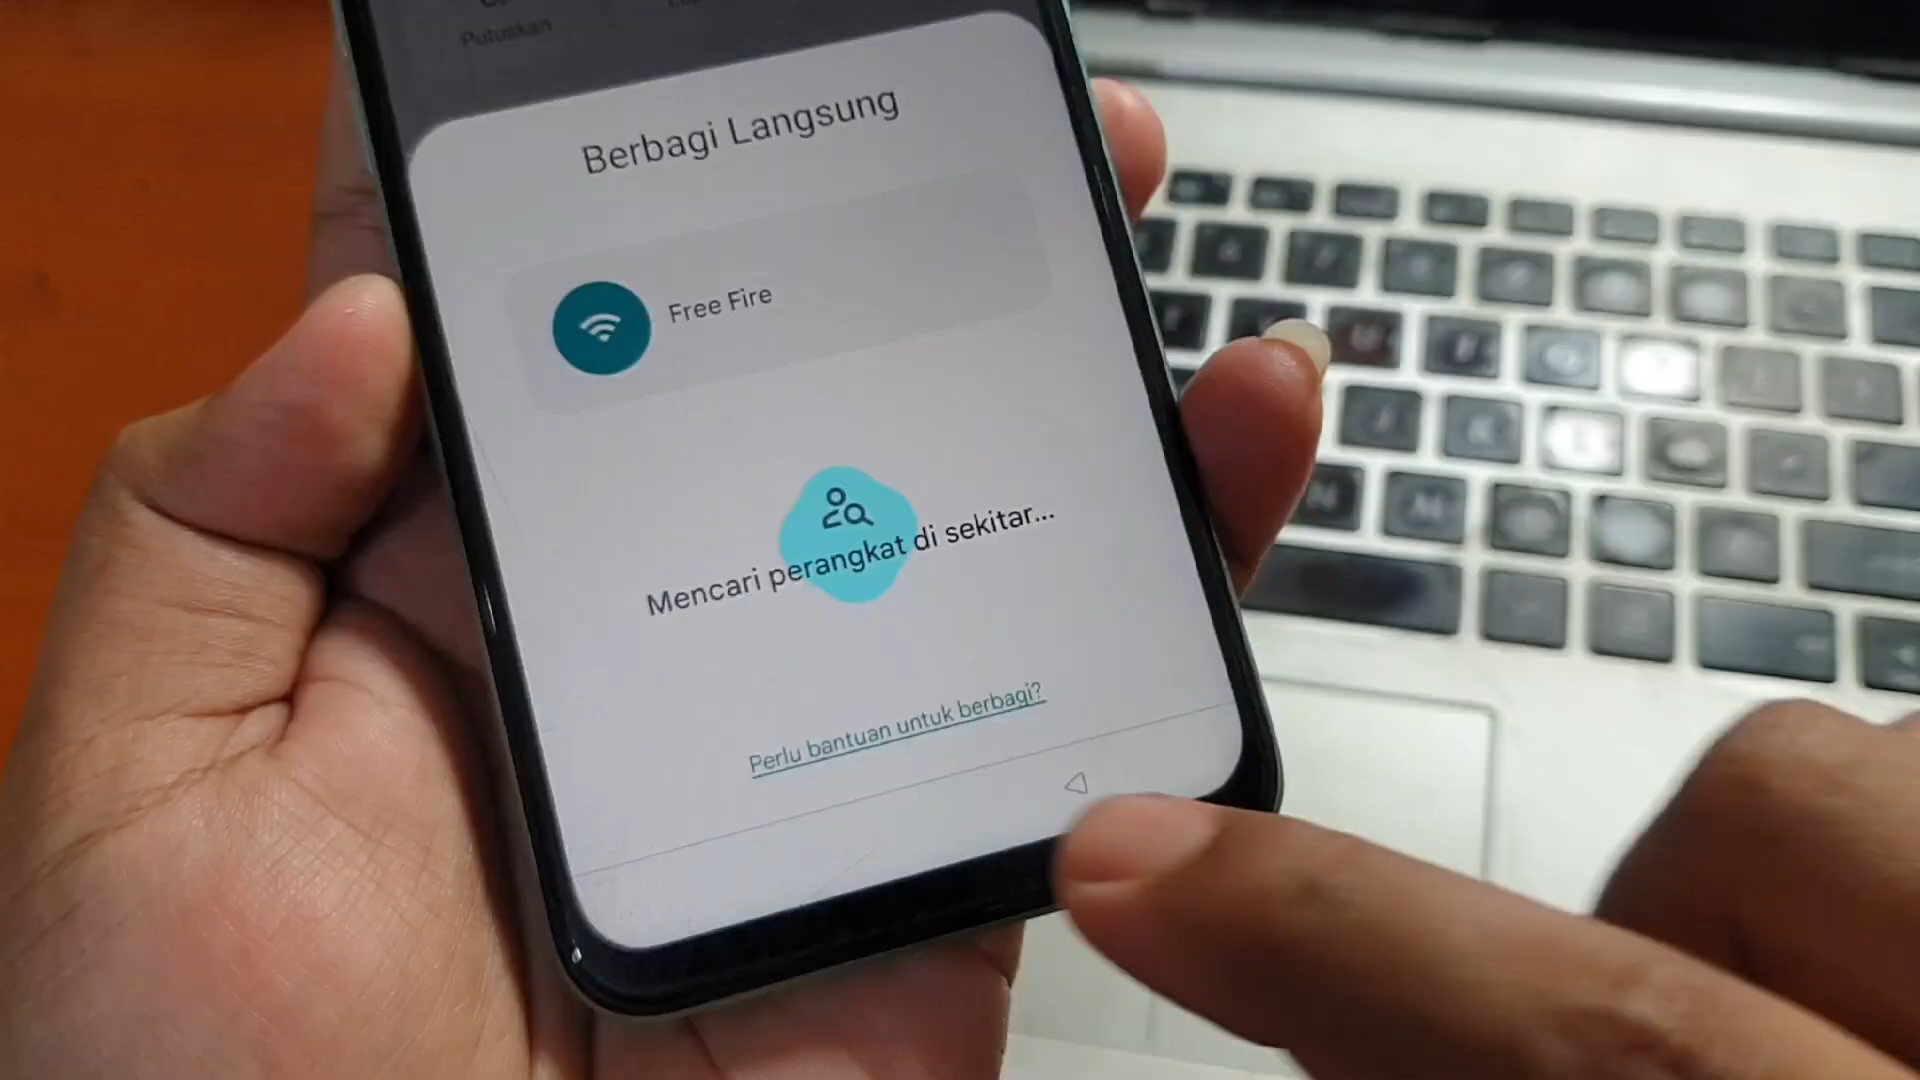 Putuskan
Berbagi Langsung
Free Fire
Mencari perangkat di sekitar...
Perlu bantuan untuk berbagi?